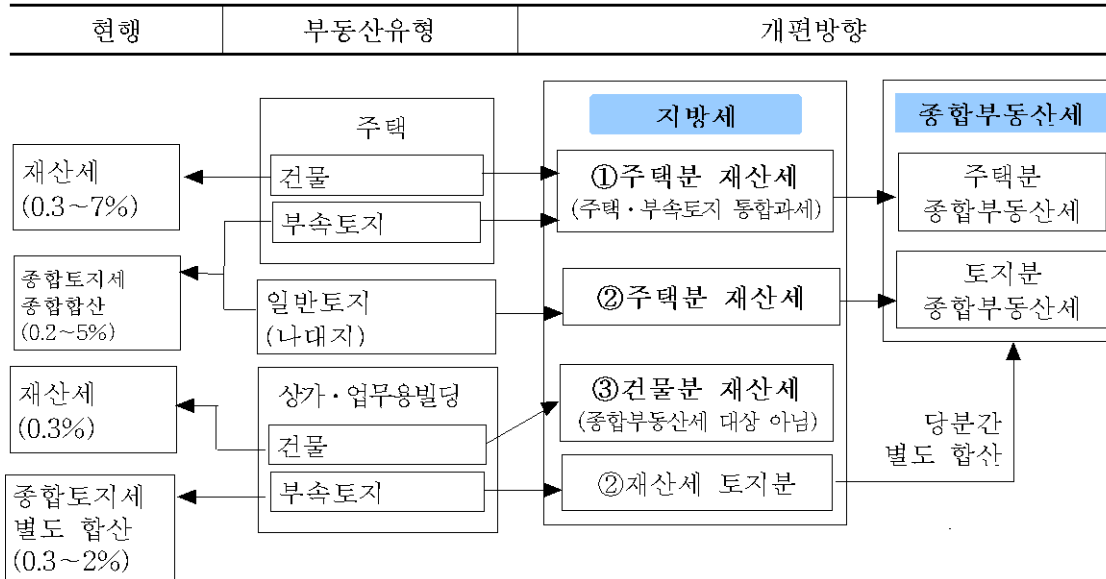 현행
부동산유형
개편방향
재산세
(0.3~7%)
종합토지세
종합합산
(0.2~5%)
재산세
(0.3%)
종합토지세
별도 합산
(0.3~2%)
주택
건물
부속토지
일반토지
(나대지)
상가·업무용빌딩
건물
부속토지
지방세
①주택분 재산세
(주택·부속토지 통합과세)
②주택분 재산세
③건물분 재산세
(종합부동산세 대상 아님)
②재산세 토지분
종합부동산세
주택분
종합부동산세
토지분
종합부동산세
당분간
별도 합산